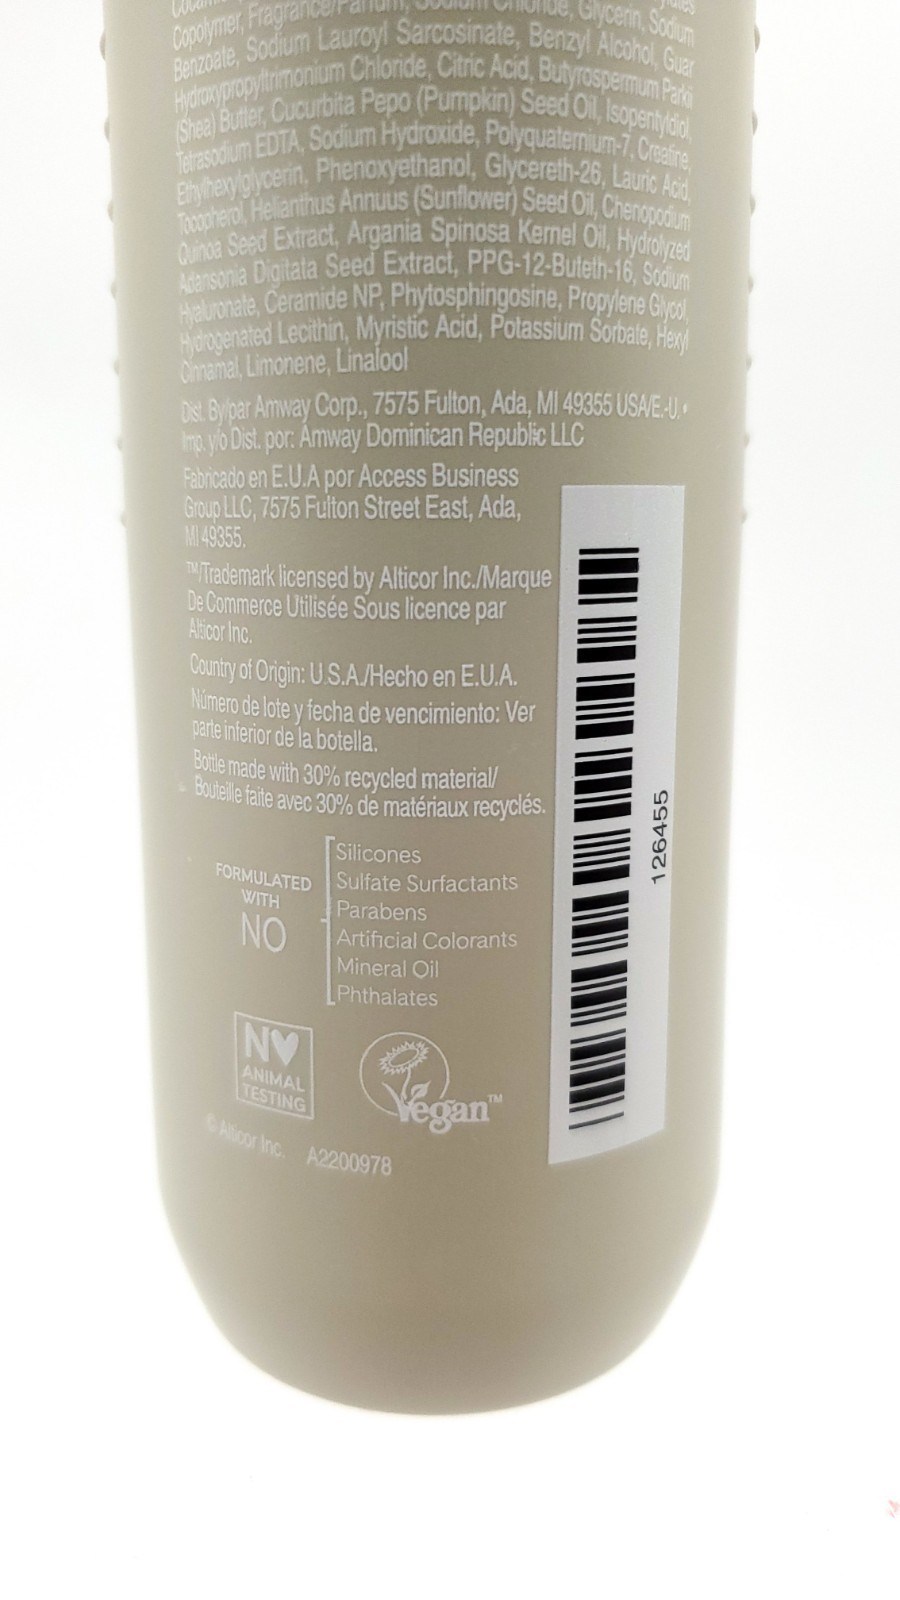 Copolymer, Fragrance/Parfum, Sodium Chloride, Glycerin, Sodium
Benzoate, Sodium Lauroyl Sarcosinate, Benzyl Alcohol, Guar
Hydroxypropyltrimonium Chloride, Citric Acid, Butyrospermum Parkii
(Shea) Butter, Cucurbita Pepo (Pumpkin) Seed Oil, Isopentyldiol,
Tetrasodium EDTA, Sodium Hydroxide, Polyquaternium-7, Creatine,
Ethylhexylglycerin, Phenoxyethanol, Glycereth-26, Lauric Acid,
Tocopherol, Helianthus Annuus (Sunflower) Seed Oil, Chenopodium
Quinoa Seed Extract, Argania Spinosa Kernel Oil, Hydrolyzed
Adansonia Digitata Seed Extract, PPG-12-Buteth-16, Sodium
Hyaluronate, Ceramide NP, Phytosphingosine, Propylene Glycol,
Hydrogenated Lecithin, Myristic Acid, Potassium Sorbate, Hexyl
Cinnamal, Limonene, Linalool
Dist. By/par Amway Corp., 7575 Fulton, Ada, MI 49355 USA/E.-U. •
Imp. y/o Dist. por: Amway Dominican Republic LLC
Fabricado en E.U.A por Access Business
Group LLC, 7575 Fulton Street East, Ada,
MI 49355.
™/Trademark licensed by Alticor Inc./Marque
De Commerce Utilisée Sous licence par
Alticor Inc.
Country of Origin: U.S.A./Hecho en E.U.A.
Número de lote y fecha de vencimiento: Ver
parte inferior de la botella.
Bottle made with 30% recycled material/
Bouteille faite avec 30% de matériaux recyclés.
FORMULATED
WITH
NO
Silicones
Sulfate Surfactants
Parabens
Artificial Colorants
Mineral Oil
Phthalates
N♥
ANIMAL
TESTING
Vegan™
© Alticor Inc. A2200978
126455